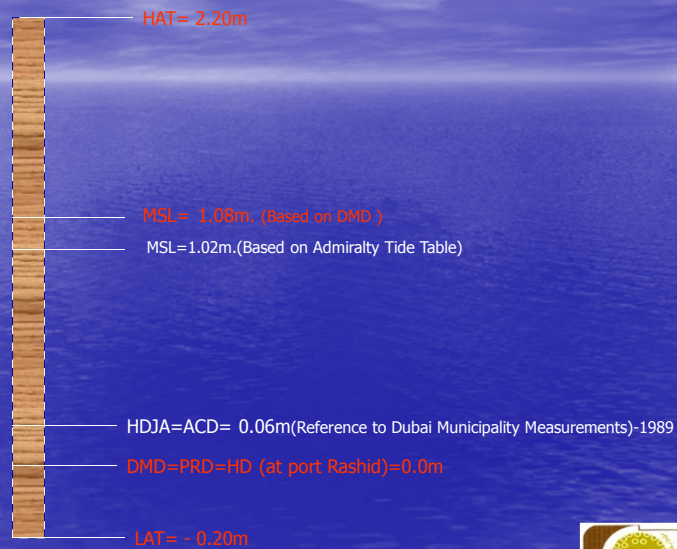 HAT= 2.20m
MSL= 1.08m. (Based on DMD )
MSL=1.02m.(Based on Admiralty Tide Table)
HDJA=ACD= 0.06m(Reference to Dubai Municipality Measurements)-1989
DMD=PRD=HD (at port Rashid)=0.0m
LAT= - 0.20m